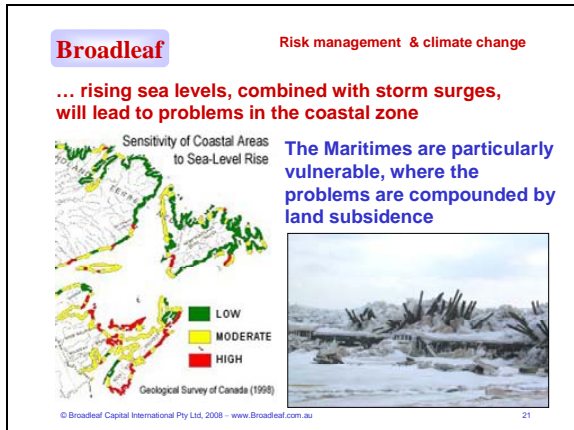 Broadleaf
Risk management & climate change
… rising sea levels, combined with storm surges,
will lead to problems in the coastal zone
Sensitivity of Coastal Areas
to Sea-Level Rise
The Maritimes are particularly
vulnerable, where the
problems are compounded by
land subsidence
LOW
MODERATE
HIGH
Geological Survey of Canada (1998)
© Broadleaf Capital International Pty Ltd, 2008 – www.Broadleaf.com.au
21